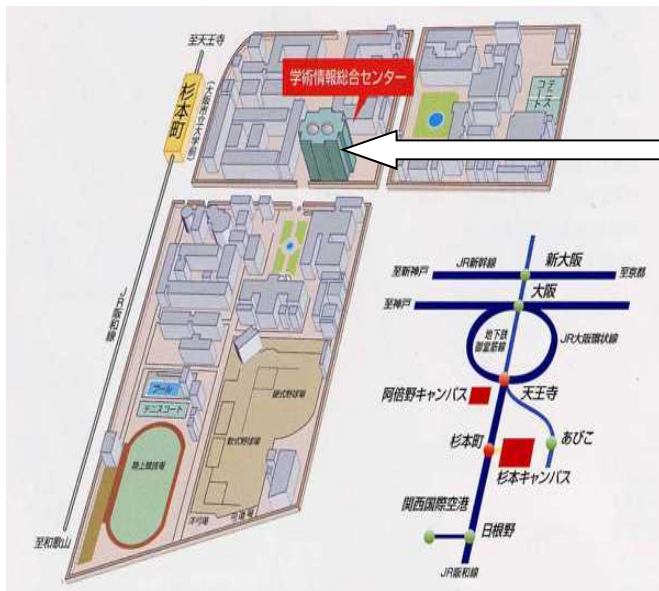 至天王寺
杉本町
(大阪市立大学前)
学術情報総合センター
テニスコート
JR阪和線
プール
テニスコート
硬式野球場
軟式野球場
陸上競技場
洋弓場
弓道場
至和歌山
JR新幹線
新大阪
至新神戸
至京都
大阪
至神戸
地下鉄
御堂筋線
JR大阪環状線
阿倍野キャンパス
天王寺
杉本町
あびこ
杉本キャンパス
関西国際空港
日根野
JR阪和線